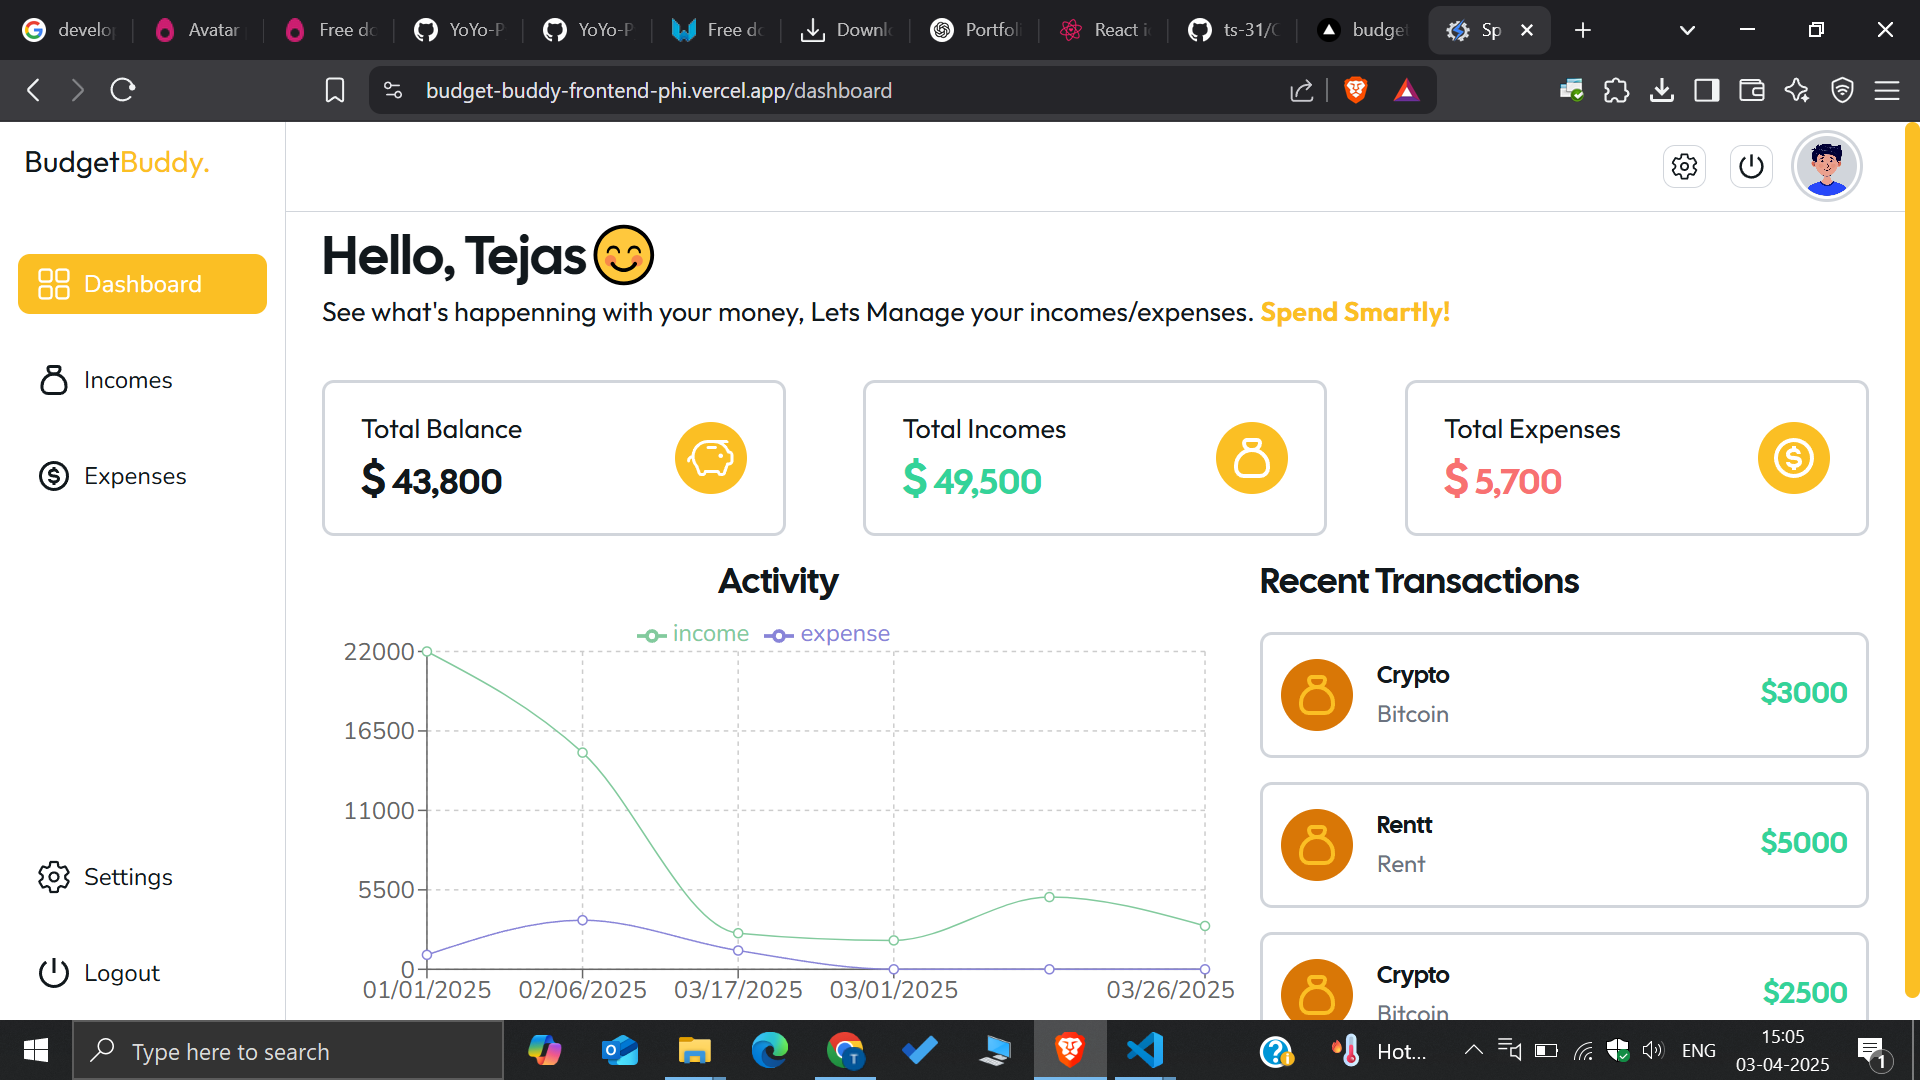 develo
Avatar
Free do
YoYo-P
YoYo-P
Free do
Downl
Portfoli
React i
ts-31/
budget
Sp
budget-buddy-frontend-phi.vercel.app/dashboard
BudgetBuddy.
Dashboard
Incomes
Expenses
Settings
Logout
Hello, Tejas
See what's happenning with your money, Lets Manage your incomes/expenses. Spend Smartly!
Total Balance
$ 43,800
Total Incomes
$ 49,500
Total Expenses
$ 5,700
Activity
income expense
22000
16500
11000
5500
0
01/01/2025 02/06/2025 03/17/2025 03/01/2025 03/26/2025
Recent Transactions
Crypto
Bitcoin
$3000
Rentt
Rent
$5000
Crypto
Bitcoin
$2500
Type here to search
Hot...
ENG
15:05
03-04-2025
1